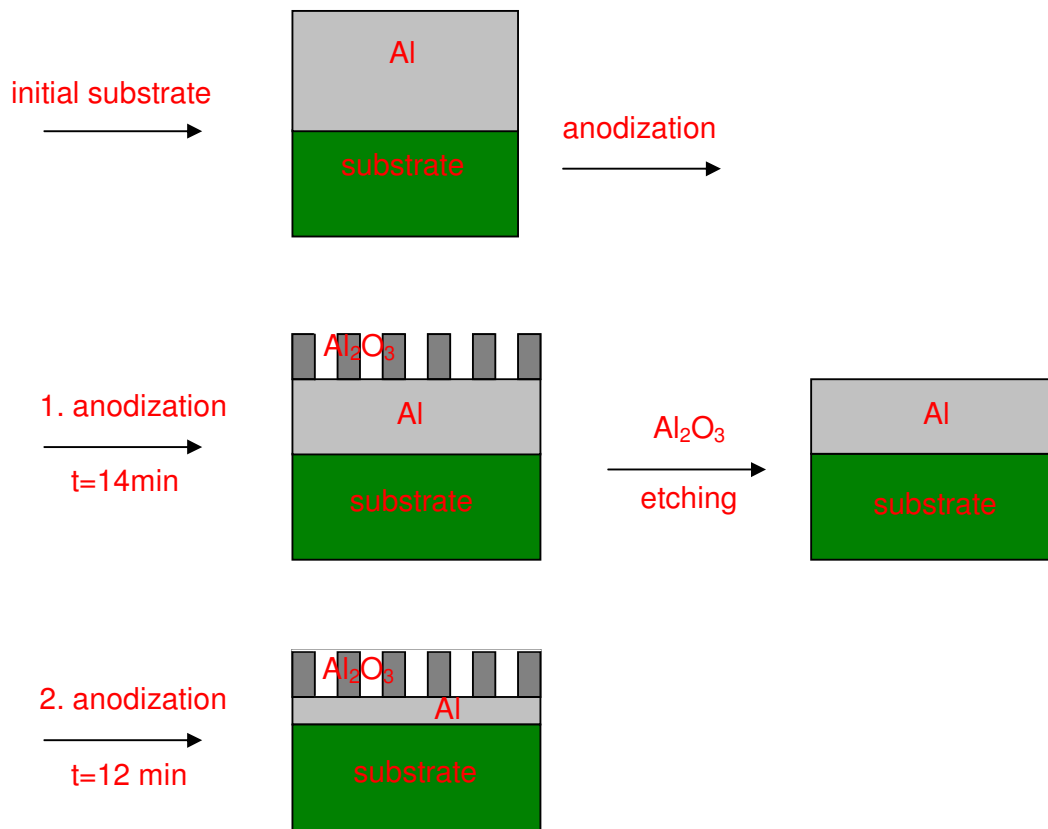 Al
initial substrate
anodization
substrate
Al₂O₃
1. anodization
Al
t=14min
substrate
Al₂O₃
etching
Al
substrate
Al₂O₃
2. anodization
Al
t=12 min
substrate